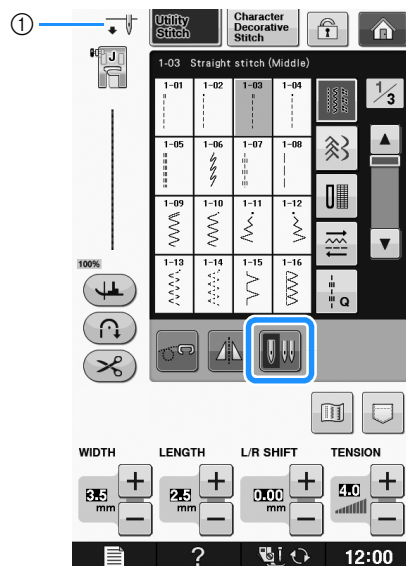 ①
Utility Stitch
Character Decorative Stitch
J
1-03 Straight stitch (Middle)
1-01 1-02 1-03 1-04
1/3
1-05 1-06 1-07 1-08
1-09 1-10 1-11 1-12
1-13 1-14 1-15 1-16
100%
Q
WIDTH LENGTH L/R SHIFT TENSION
3.5 mm + − 2.5 mm + − 0.00 mm + − 4.0 + −
? 12:00